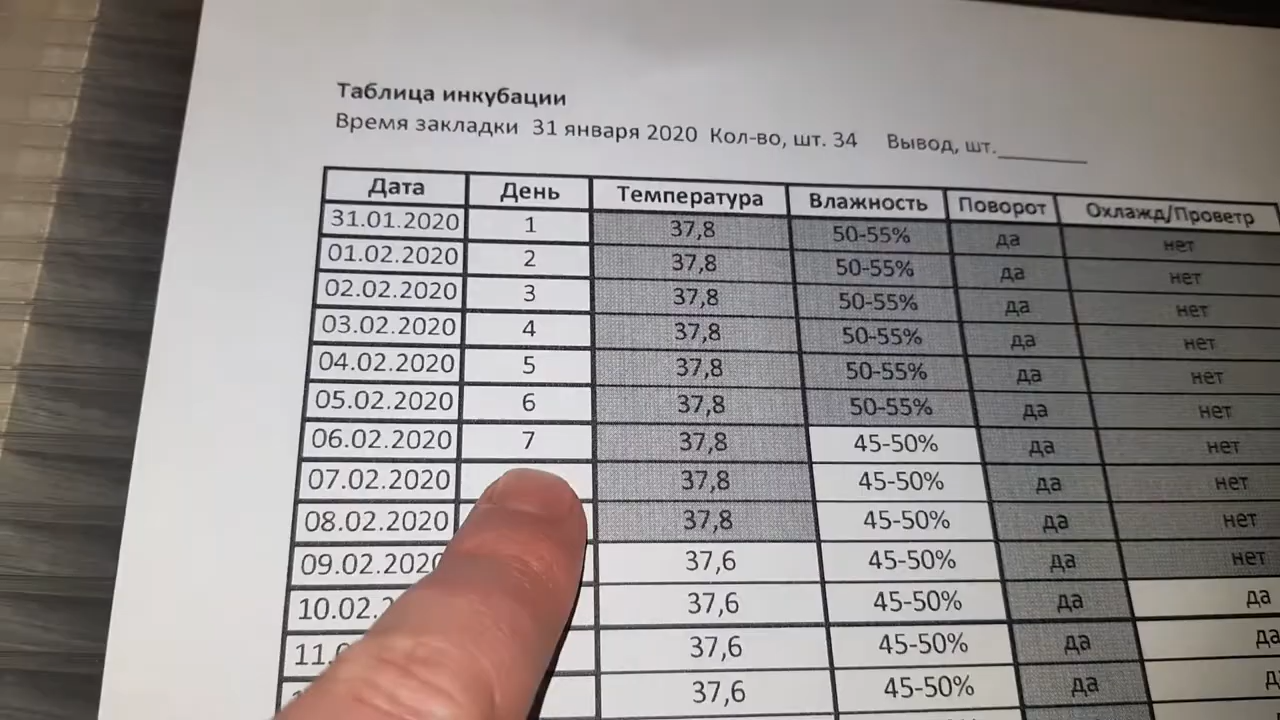 Таблица инкубации
Время закладки 31 января 2020 Кол-во, шт. 34 Вывод, шт.________
Дата День Температура Влажность Поворот Охлажд/Проветр
31.01.2020 1 37,8 50-55% да нет
01.02.2020 2 37,8 50-55% да нет
02.02.2020 3 37,8 50-55% да нет
03.02.2020 4 37,8 50-55% да нет
04.02.2020 5 37,8 50-55% да нет
05.02.2020 6 37,8 50-55% да нет
06.02.2020 7 37,8 45-50% да нет
07.02.2020 37,8 45-50% да нет
08.02.2020 37,8 45-50% да нет
09.02.2020 37,6 45-50% да нет
10.02.2 37,6 45-50% да да
11.0 37,6 45-50% да да
37,6 45-50% да